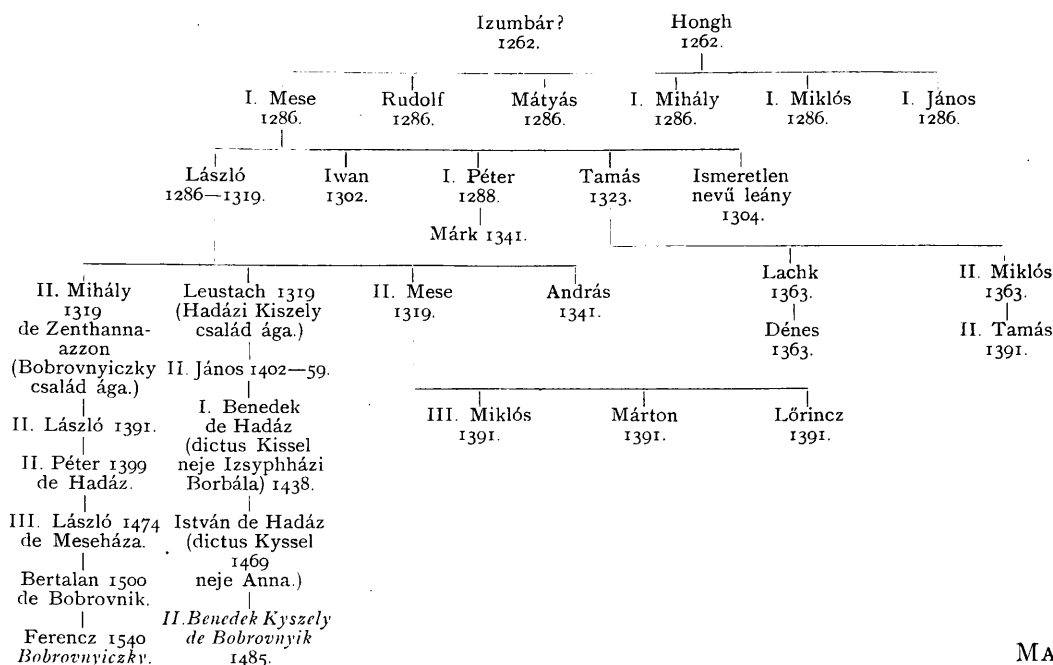 Izumbár? Hongh
1262. 1262.
I. Mese Rudolf Mátyás I. Mihály I. Miklós I. János
1286. 1286. 1286. 1286. 1286. 1286.
László Iwan I. Péter Tamás Ismeretlen
1286—1319. 1302. 1288. 1323. nevű leány
1304.
Márk 1341.
II. Mihály Leustach 1319 II. Mese András Lachk II. Miklós
1319 (Hadázi Kiszely 1319. 1341. 1363. 1363.
de Zenthanna- család ága.) Dénes II. Tamás
azzon 1363. 1391.
(Bobrovnyiczky II. János 1402—59.
család ága.)
I. Benedek III. Miklós Márton Lőrincz
II. László 1391. de Hadáz 1391. 1391. 1391.
(dictus Kissel
II. Péter 1399 neje Izsyphházi
de Hadáz. Borbála) 1438.
III. László 1474 István de Hadáz
de Meseháza. (dictus Kyssel
1469
Bertalan 1500 neje Anna.)
de Bobrovnik.
II. Benedek Kyszely
Ferencz 1540 de Bobrovnyik
Bobrovnyiczky. 1485.
MA